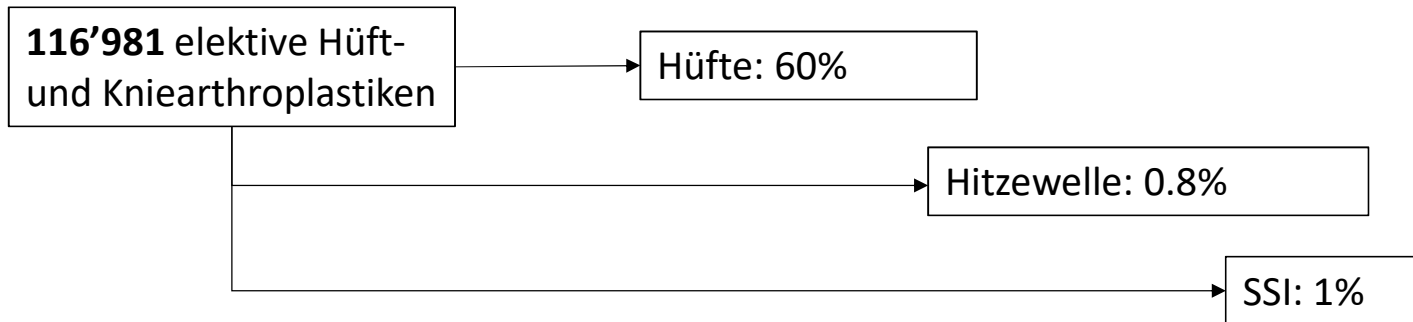 116’981 elektive Hüft-
und Kniearthroplastiken
Hüfte: 60%
Hitzewelle: 0.8%
SSI: 1%